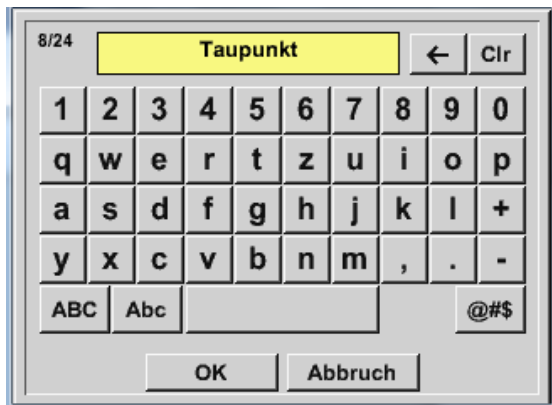 8/24 Taupunkt ← Clr
1 2 3 4 5 6 7 8 9 0
q w e r t z u i o p
a s d f g h j k l +
y x c v b n m , . -
ABC Abc @#$
OK Abbruch